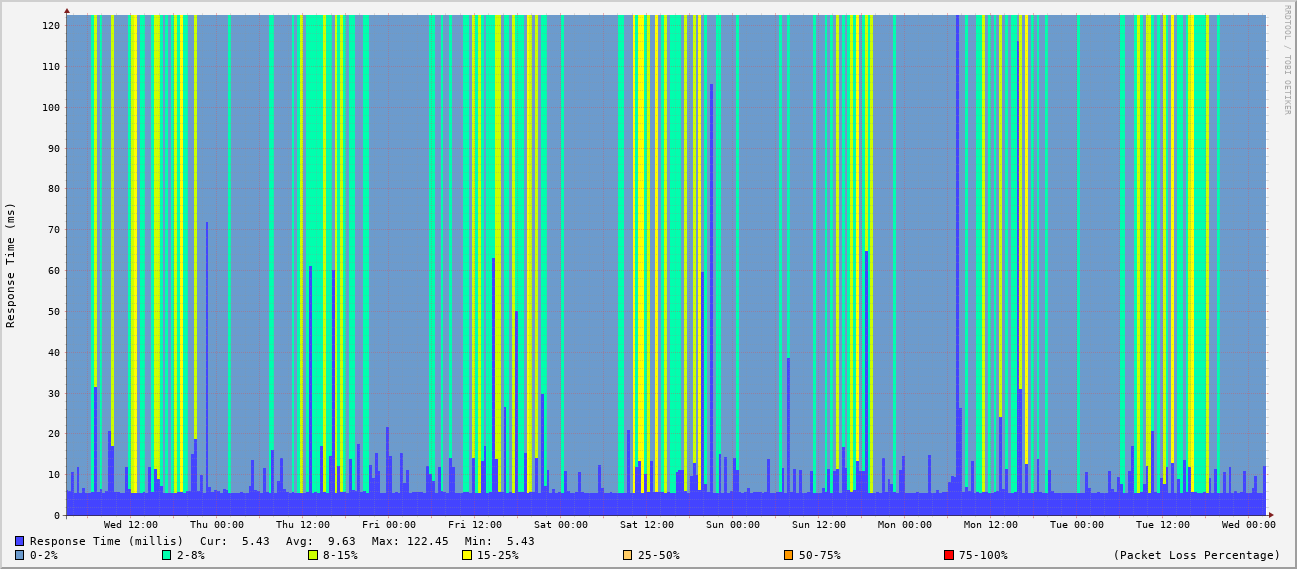 120
110
100
90
80
70
60
50
40
30
20
10
0
Response Time (ms)
RRDTOOL / TOBI OETIKER
Wed 12:00 Thu 00:00 Thu 12:00 Fri 00:00 Fri 12:00 Sat 00:00 Sat 12:00 Sun 00:00 Sun 12:00 Mon 00:00 Mon 12:00 Tue 00:00 Tue 12:00 Wed 00:00
Response Time (millis) Cur: 5.43 Avg: 9.63 Max: 122.45 Min: 5.43
0-2% 2-8% 8-15% 15-25% 25-50% 50-75% 75-100% (Packet Loss Percentage)